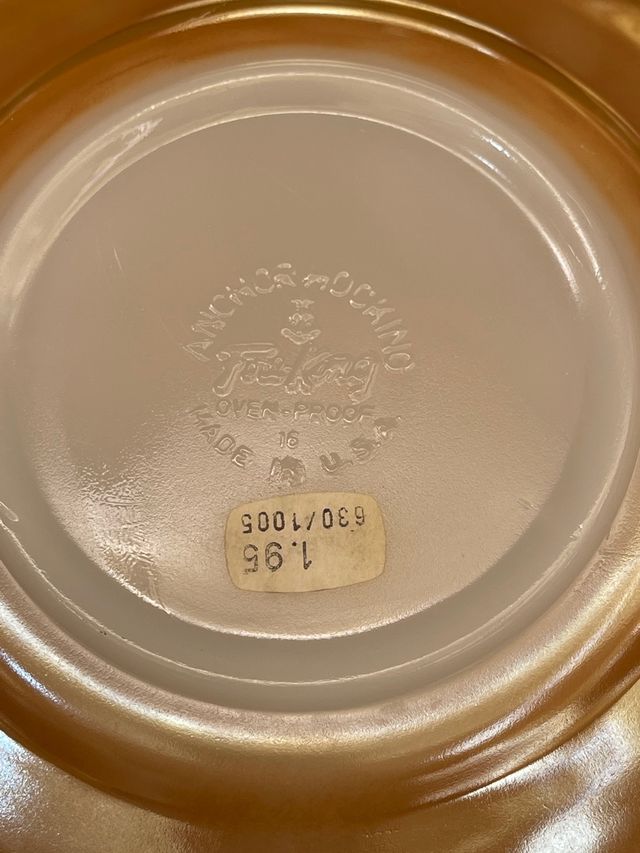 ANCHOR HOCKING
Fire-King
OVEN-PROOF
16
MADE IN U.S.A.
630/1005
1.95